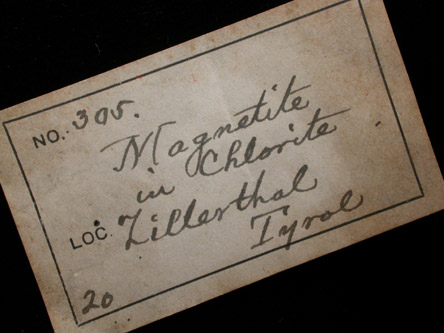 NO. 305.
Magnetite
in Chlorite
LOC. Zillerthal
Tyrol
20